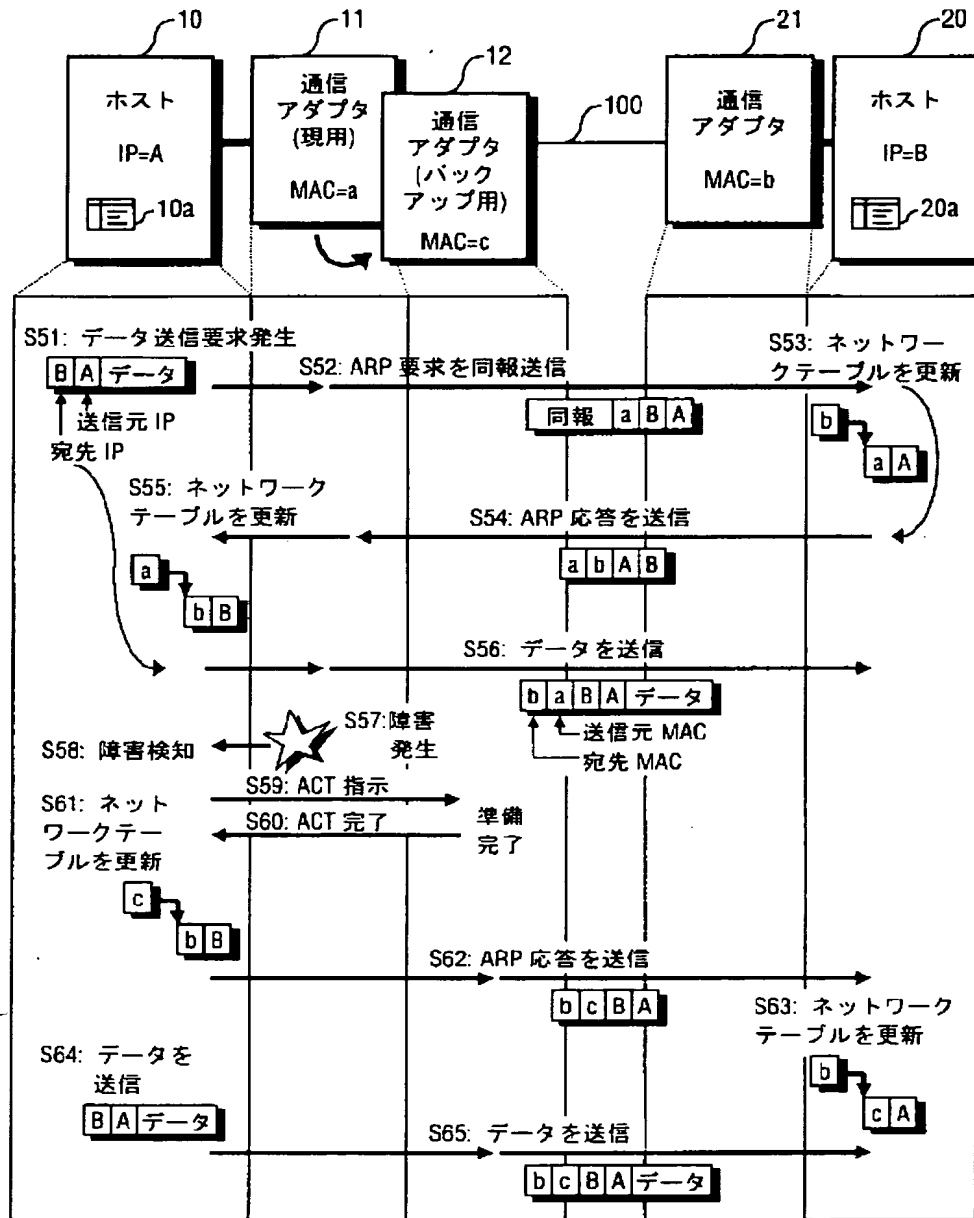 10
11
12
21
20
ホスト
IP=A
10a
通信
アダプタ
(現用)
MAC=a
通信
アダプタ
(バック
アップ用)
MAC=c
100
通信
アダプタ
MAC=b
ホスト
IP=B
20a
S51: データ送信要求発生
B A データ
送信元 IP
宛先 IP
S52: ARP 要求を同報送信
同報 a B A
S53: ネットワー
クテーブルを更新
b
a A
S54: ARP 応答を送信
a b A B
S55: ネットワーク
テーブルを更新
a
b B
S56: データを送信
b a B A データ
送信元 MAC
宛先 MAC
S57:障害
発生
S58: 障害検知
S59: ACT 指示
S60: ACT 完了
準備
完了
S61: ネット
ワークテー
ブルを更新
c
b B
S62: ARP 応答を送信
b c B A
S63: ネットワーク
テーブルを更新
b
c A
S64: データを
送信
B A データ
S65: データを送信
b c B A データ